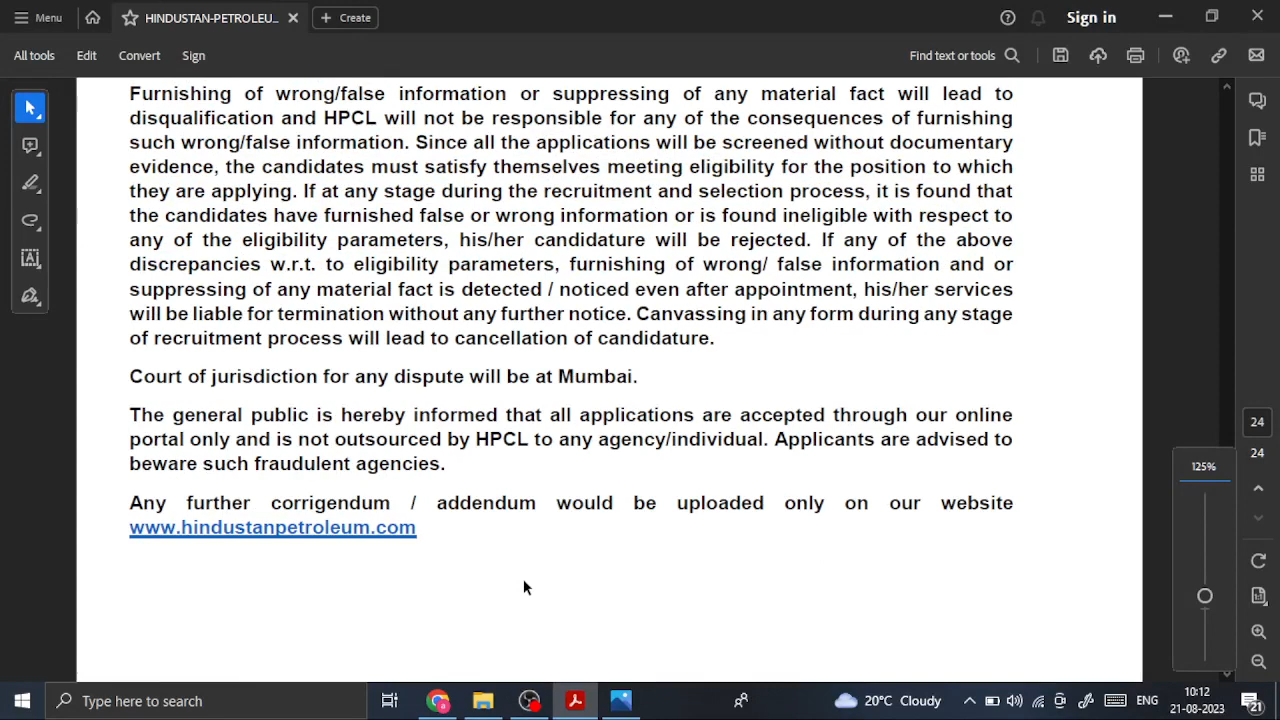 Menu
HINDUSTAN-PETROLEU...
Create
Sign in
All tools Edit Convert Sign
Find text or tools
Furnishing of wrong/false information or suppressing of any material fact will lead to
disqualification and HPCL will not be responsible for any of the consequences of furnishing
such wrong/false information. Since all the applications will be screened without documentary
evidence, the candidates must satisfy themselves meeting eligibility for the position to which
they are applying. If at any stage during the recruitment and selection process, it is found that
the candidates have furnished false or wrong information or is found ineligible with respect to
any of the eligibility parameters, his/her candidature will be rejected. If any of the above
discrepancies w.r.t. to eligibility parameters, furnishing of wrong/ false information and or
suppressing of any material fact is detected / noticed even after appointment, his/her services
will be liable for termination without any further notice. Canvassing in any form during any stage
of recruitment process will lead to cancellation of candidature.
Court of jurisdiction for any dispute will be at Mumbai.
The general public is hereby informed that all applications are accepted through our online
portal only and is not outsourced by HPCL to any agency/individual. Applicants are advised to
beware such fraudulent agencies.
Any further corrigendum / addendum would be uploaded only on our website
www.hindustanpetroleum.com
24
24
125%
1:1
Type here to search
20°C Cloudy
ENG
10:12
21-08-2023
21